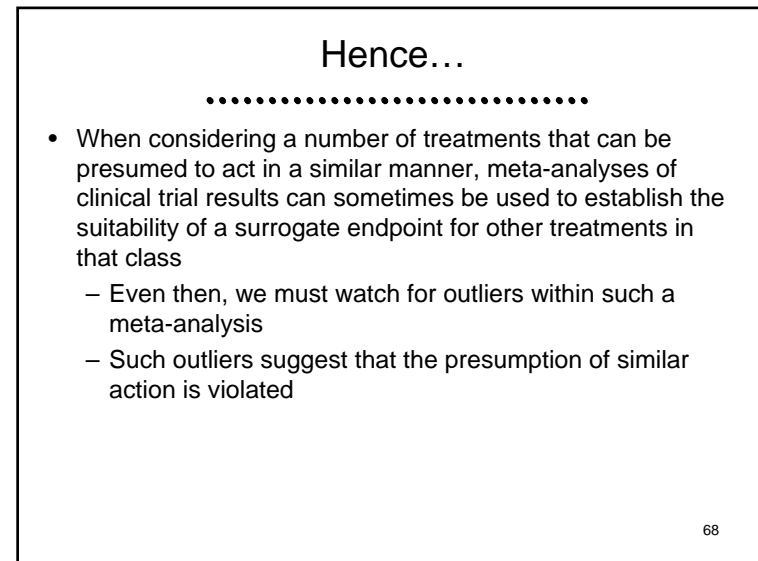 Hence…
• When considering a number of treatments that can be
presumed to act in a similar manner, meta-analyses of
clinical trial results can sometimes be used to establish the
suitability of a surrogate endpoint for other treatments in
that class
– Even then, we must watch for outliers within such a
meta-analysis
– Such outliers suggest that the presumption of similar
action is violated
68